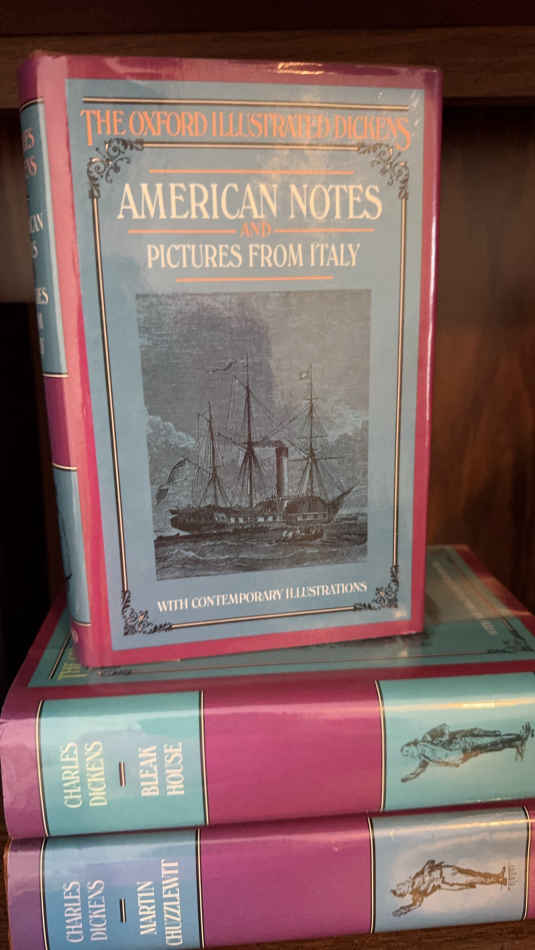 THE OXFORD ILLUSTRATED DICKENS
AMERICAN NOTES
AND
PICTURES FROM ITALY
WITH CONTEMPORARY ILLUSTRATIONS
CHARLES
DICKENS
BLEAK
HOUSE
CHARLES
DICKENS
MARTIN
CHUZZLEWIT